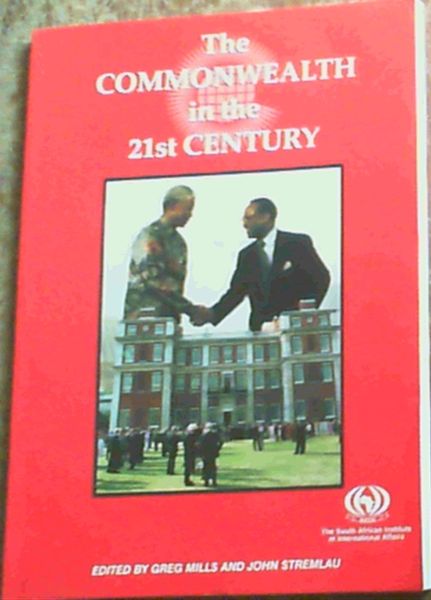 The
COMMONWEALTH
in the
21st CENTURY
The South African Institute
of International Affairs
EDITED BY GREG MILLS AND JOHN STREMLAU